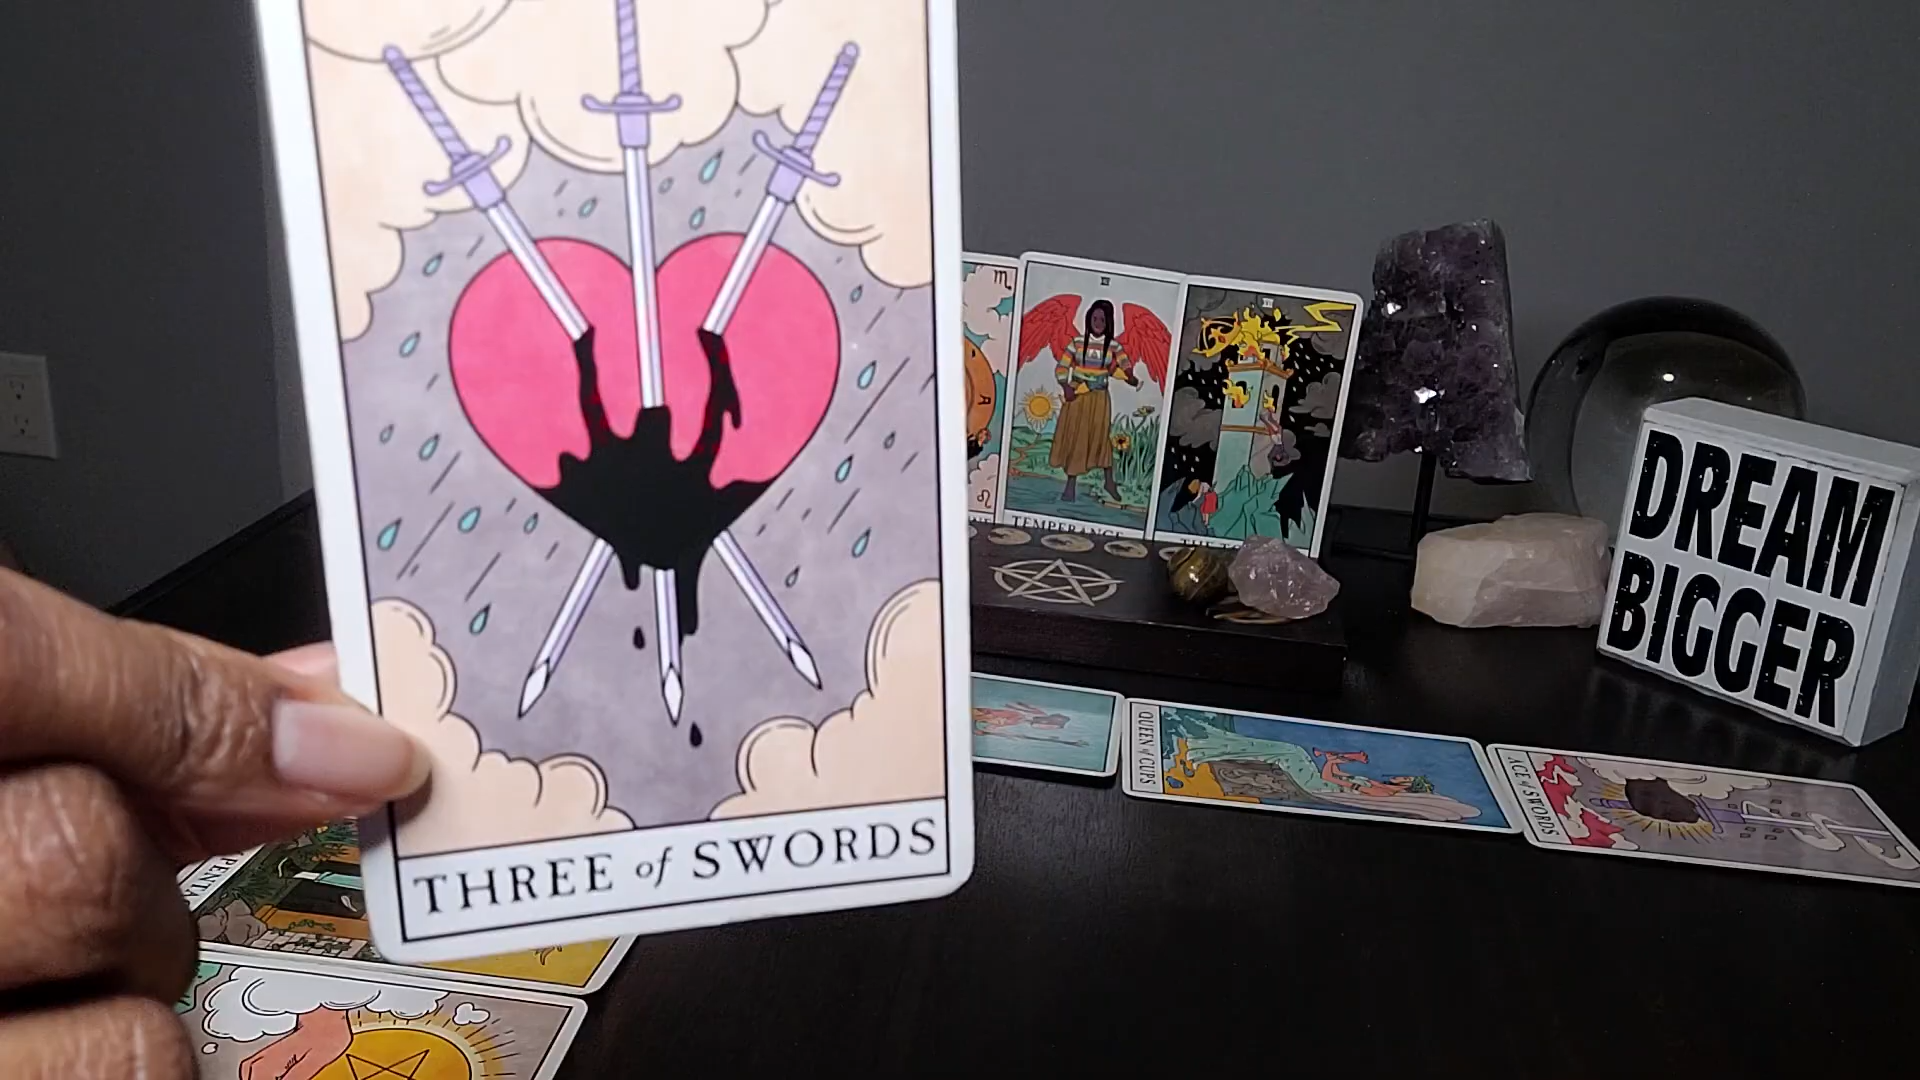 THREE of SWORDS
TEMPERANCE
QUEEN of CUPS
ACE of SWORDS
DREAM
BIGGER